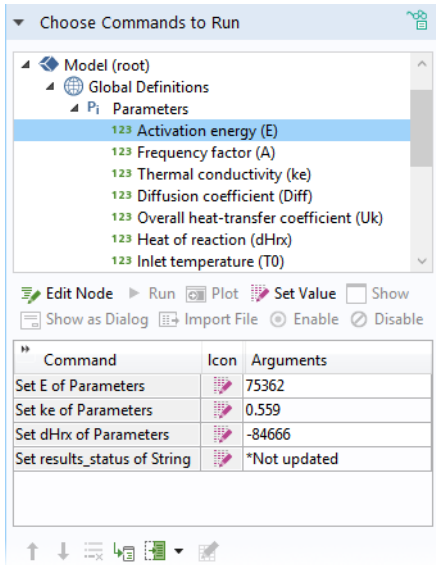 Choose Commands to Run
Model (root)
Global Definitions
Pi Parameters
123 Activation energy (E)
123 Frequency factor (A)
123 Thermal conductivity (ke)
123 Diffusion coefficient (Diff)
123 Overall heat-transfer coefficient (Uk)
123 Heat of reaction (dHrx)
123 Inlet temperature (T0)
Edit Node Run Plot Set Value Show
Show as Dialog Import File Enable Disable
Command Icon Arguments
Set E of Parameters 75362
Set ke of Parameters 0.559
Set dHrx of Parameters -84666
Set results_status of String *Not updated